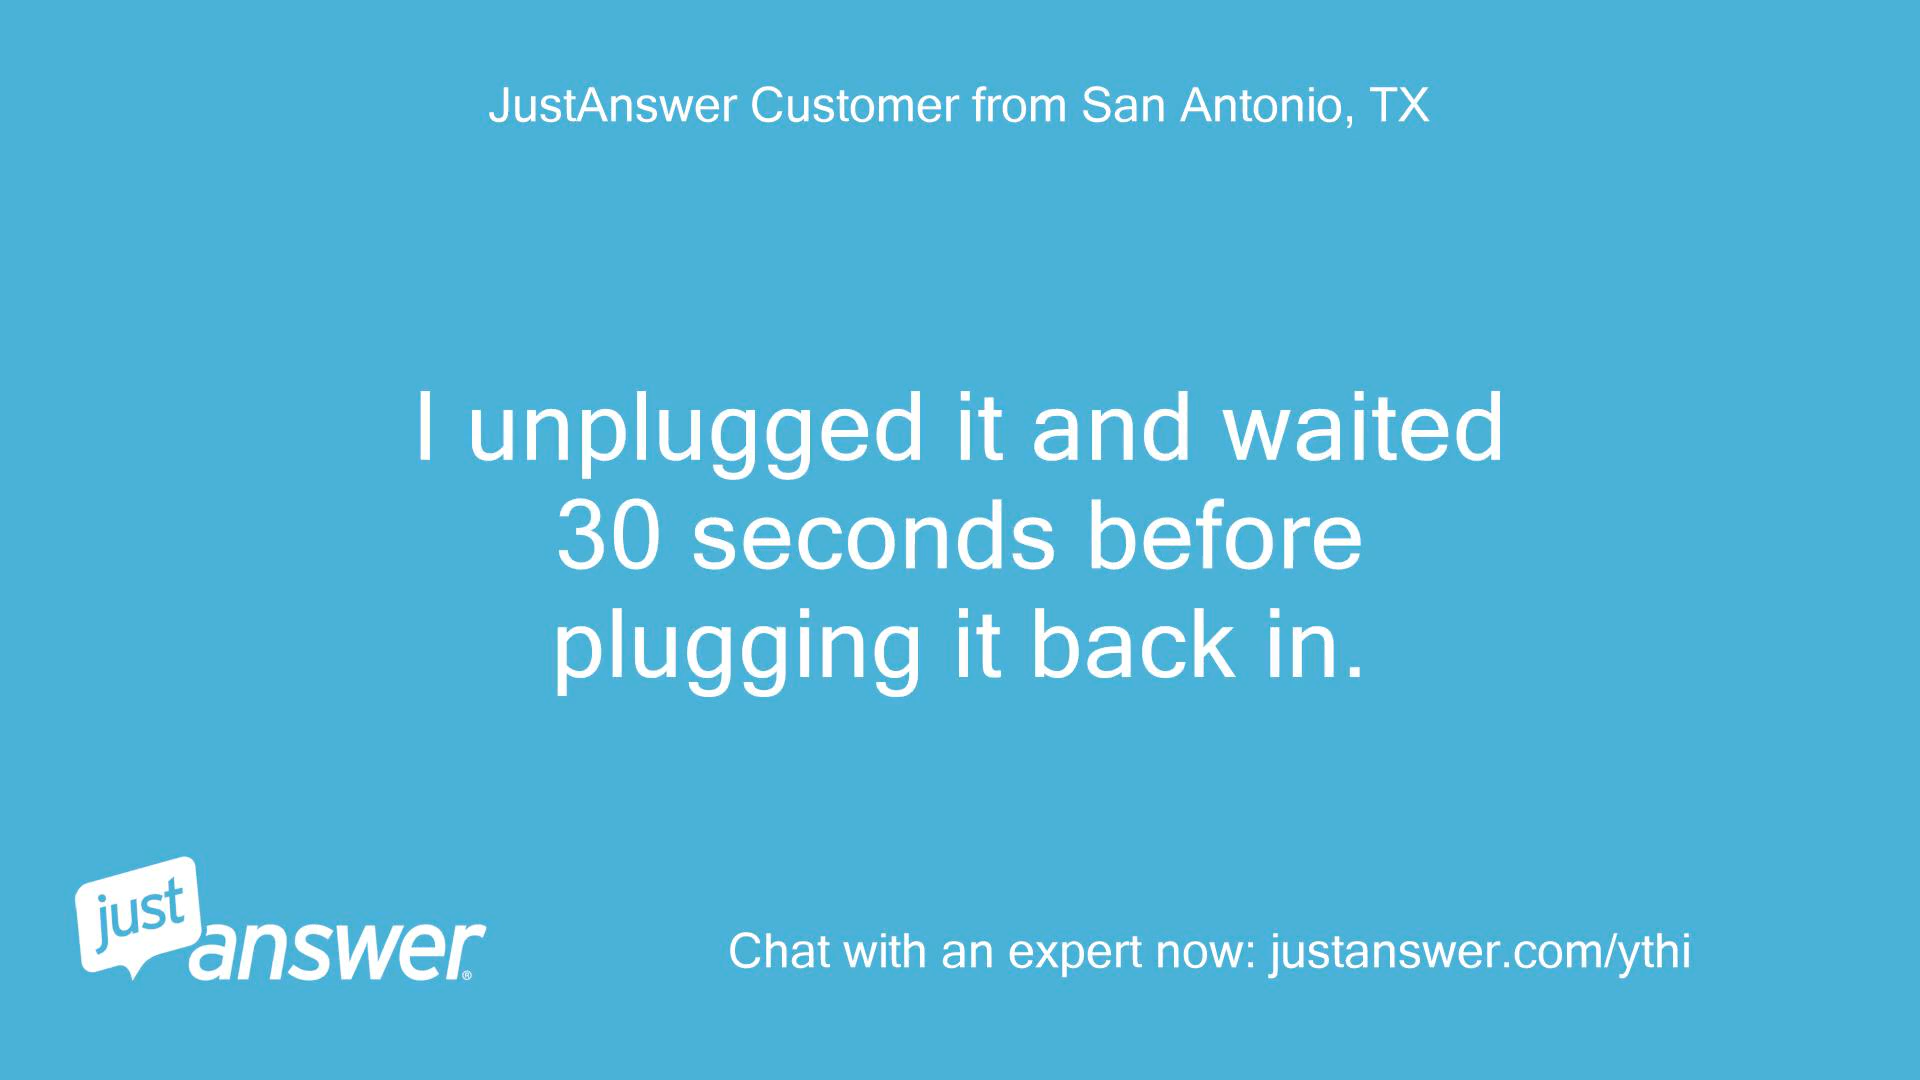 JustAnswer Customer from San Antonio, TX
I unplugged it and waited
30 seconds before
plugging it back in.
just
answer®
Chat with an expert now: justanswer.com/ythi